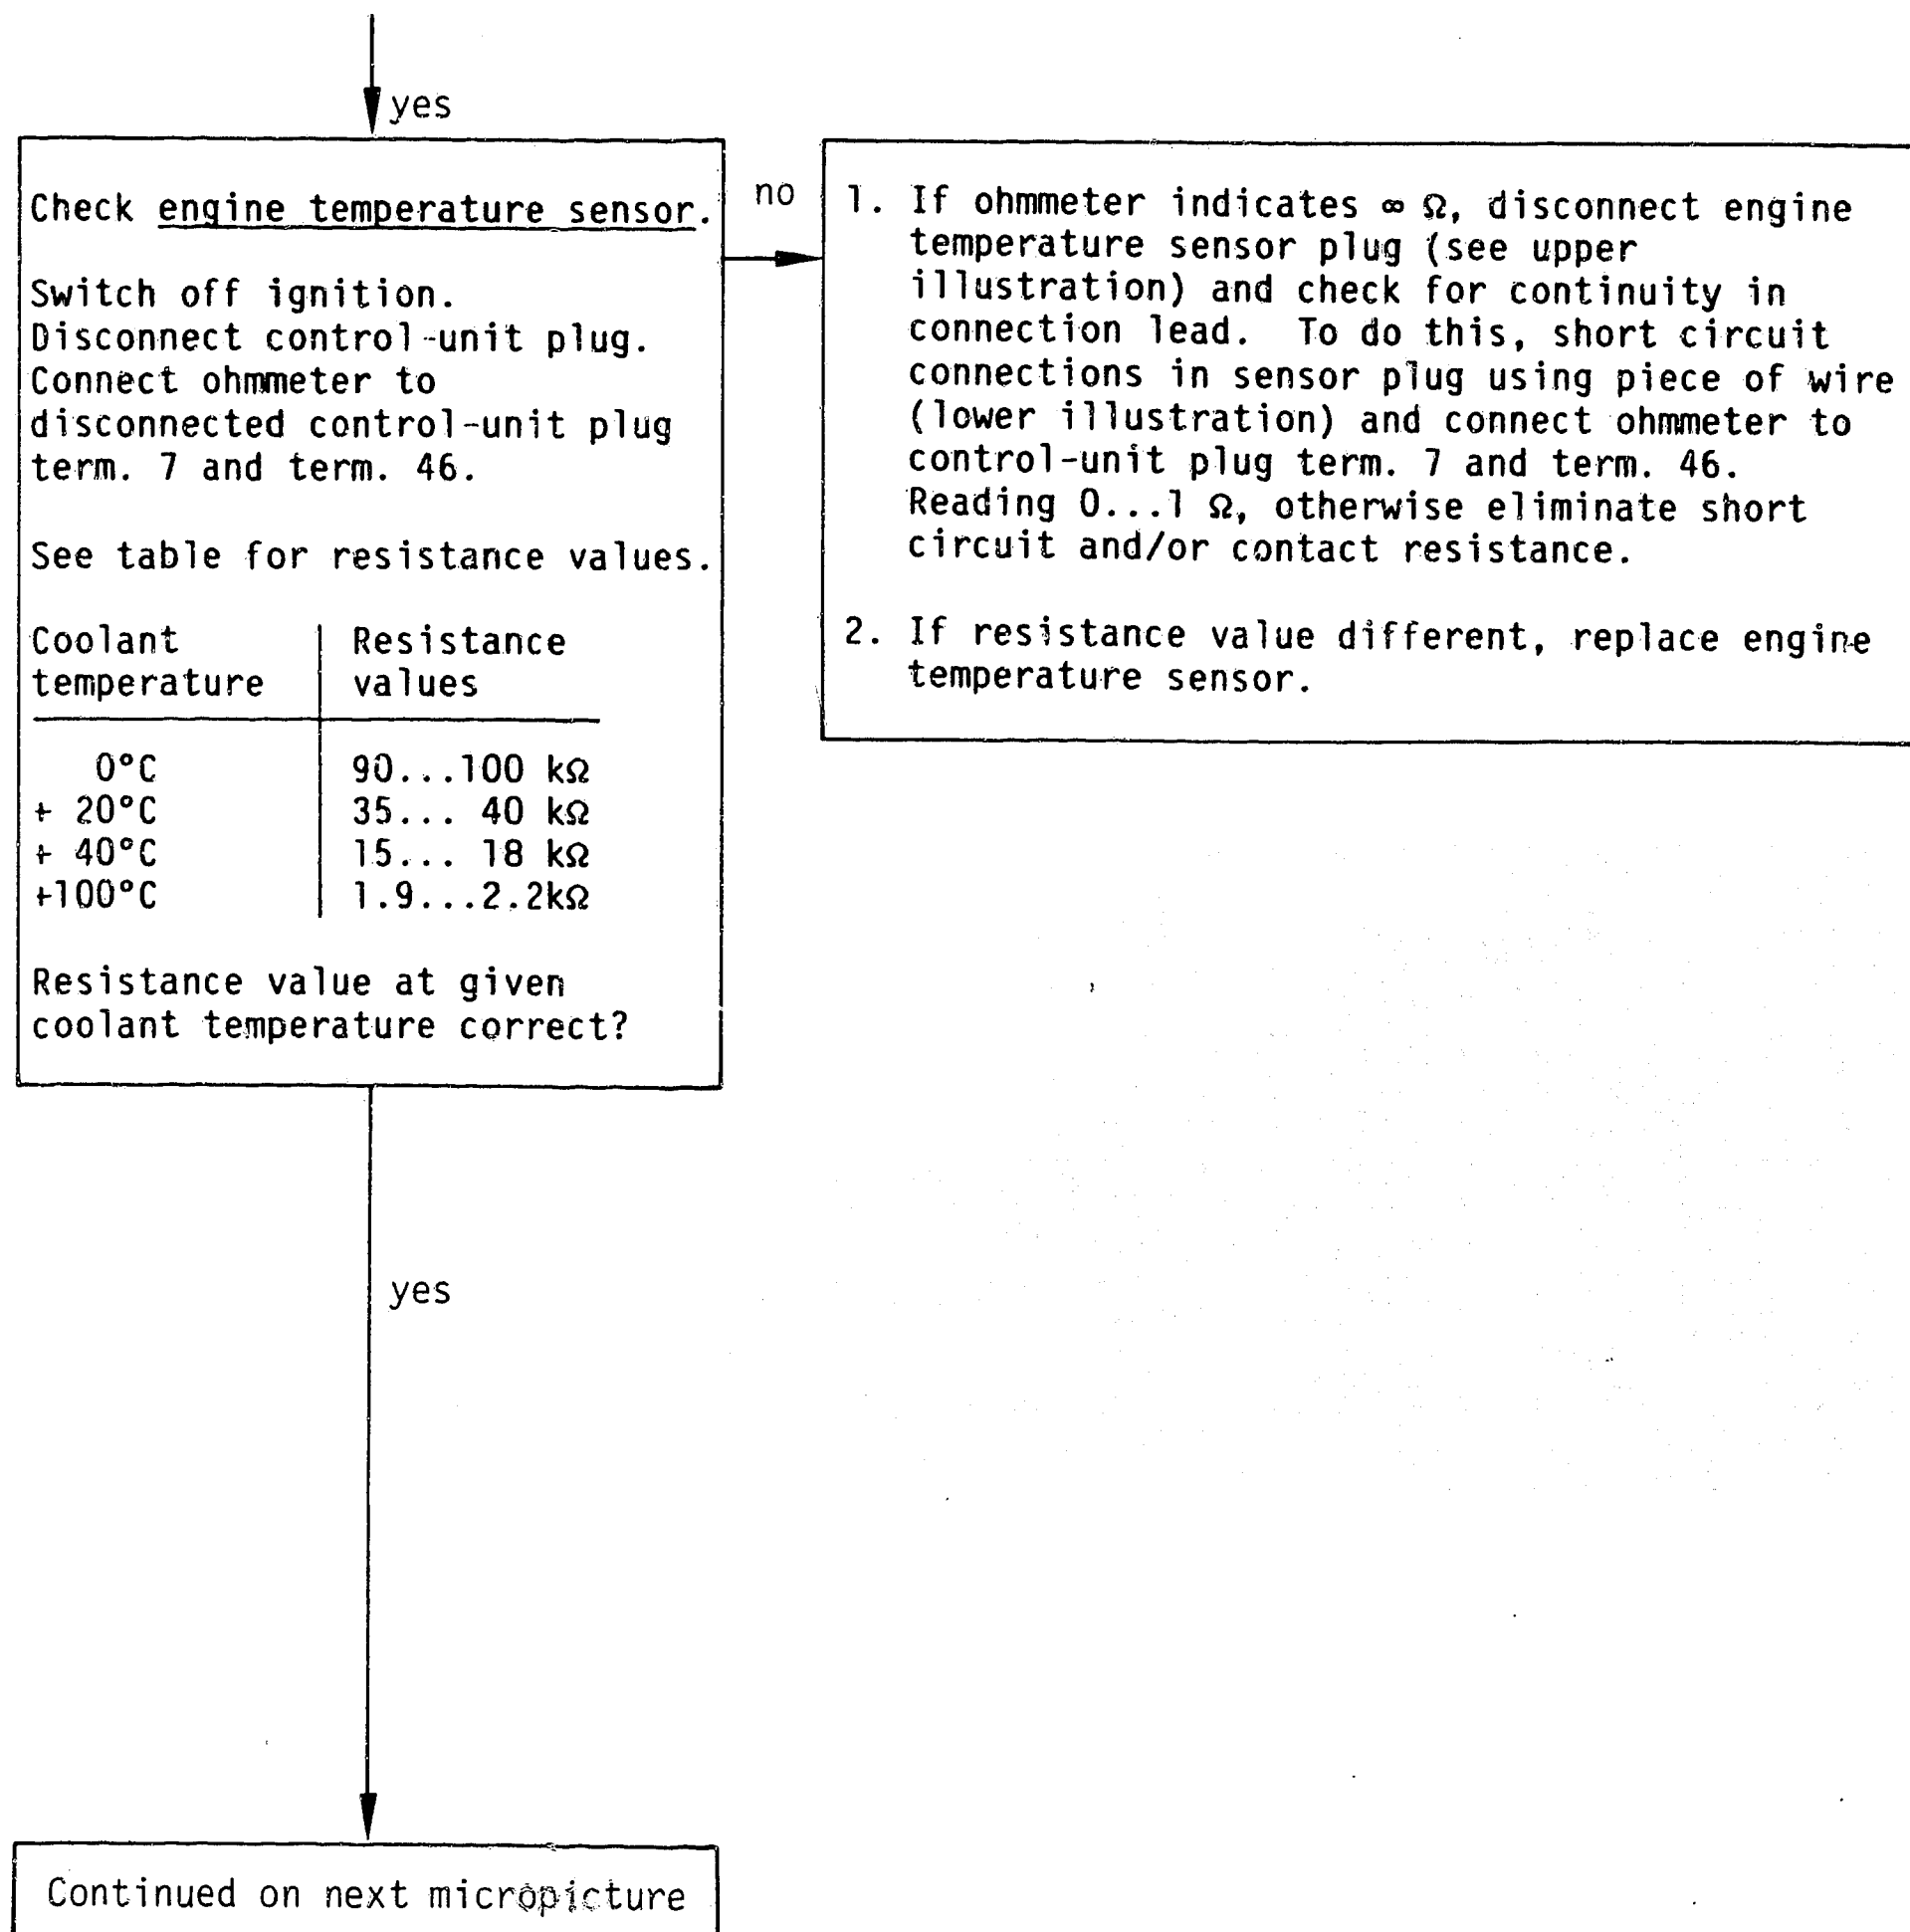 yes
Check engine temperature sensor.
Switch off ignition.
Disconnect control-unit plug.
Connect ohmmeter to
disconnected control-unit plug
term. 7 and term. 46.
See table for resistance values.
Coolant | Resistance
temperature | values
0°C | 90...100 kΩ
+ 20°C | 35... 40 kΩ
+ 40°C | 15... 18 kΩ
+100°C | 1.9...2.2kΩ
Resistance value at given
coolant temperature correct?
no
1. If ohmmeter indicates ∞ Ω, disconnect engine
temperature sensor plug (see upper
illustration) and check for continuity in
connection lead. To do this, short circuit
connections in sensor plug using piece of wire
(lower illustration) and connect ohmmeter to
control-unit plug term. 7 and term. 46.
Reading 0...1 Ω, otherwise eliminate short
circuit and/or contact resistance.
2. If resistance value different, replace engine
temperature sensor.
yes
Continued on next micropicture